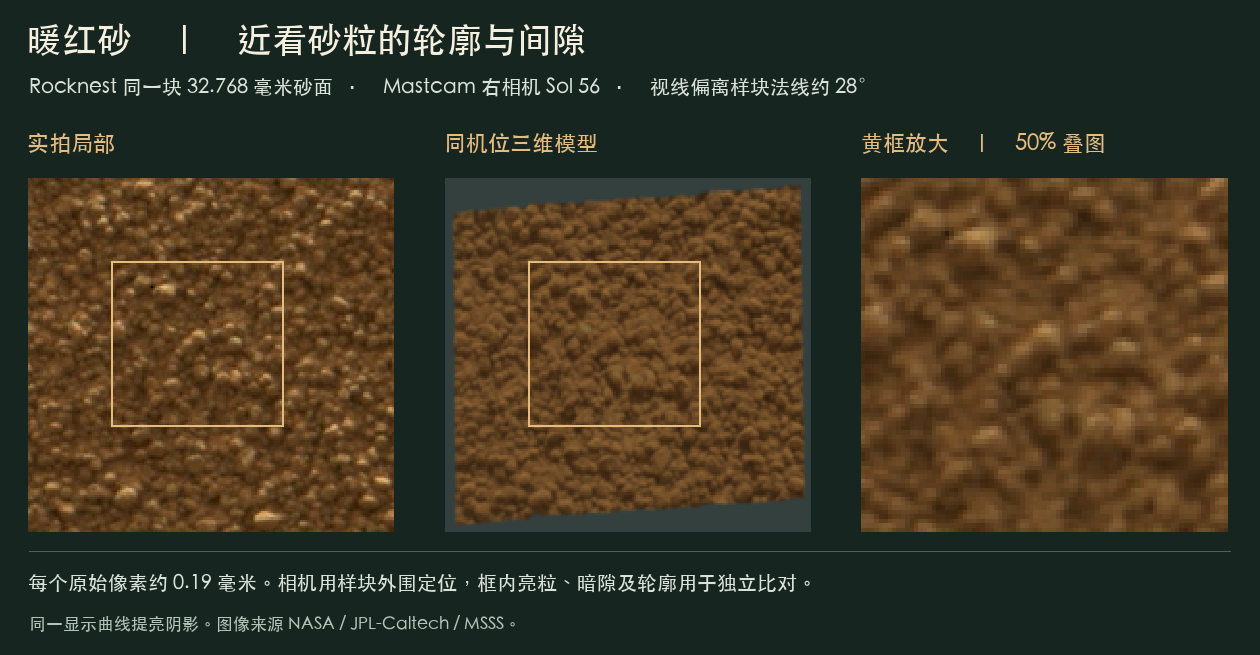 暖红砂 | 近看砂粒的轮廓与间隙
Rocknest 同一块 32.768 毫米砂面 · Mastcam 右相机 Sol 56 · 视线偏离样块法线约 28°
实拍局部
同机位三维模型
黄框放大 | 50% 叠图
每个原始像素约 0.19 毫米。相机用样块外围定位，框内亮粒、暗隙及轮廓用于独立比对。
同一显示曲线提亮阴影。图像来源 NASA / JPL-Caltech / MSSS。